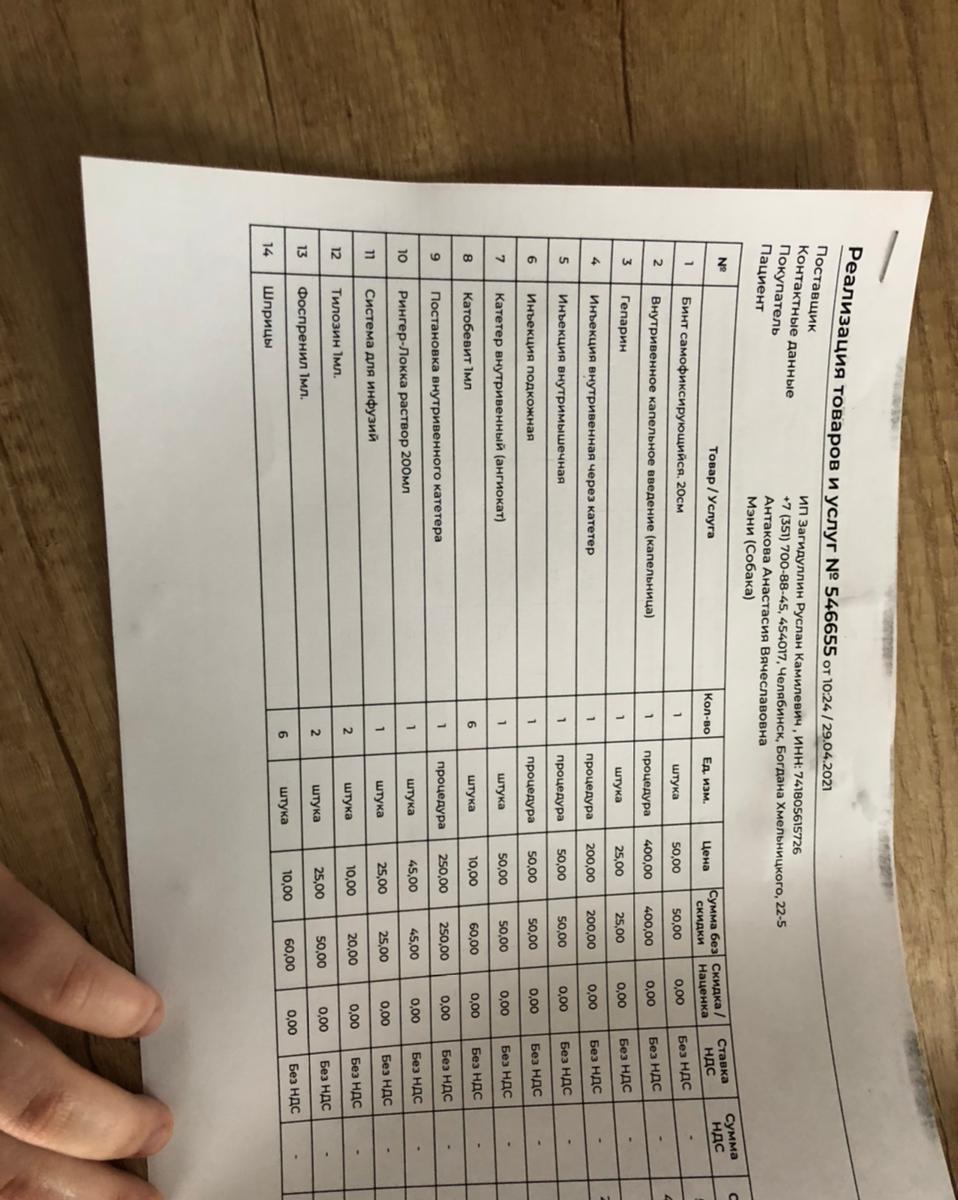 Реализация товаров и услуг № 546655 от 10:24 / 29.04.2021
Поставщик ИП Загидуллин Руслан Камилевич , ИНН: 741805615726
Контактные данные +7 (351) 700-88-45, 454017, Челябинск, Богдана Хмельницкого, 22-5
Покупатель Антакова Анастасия Вячеславовна
Пациент Мэни (Собака)
№ Товар / Услуга Кол-во Ед. изм. Цена Сумма без скидки Скидка / Наценка Ставка НДС Сумма НДС С
1 Бинт самофиксирующийся. 20см 1 штука 50,00 50,00 0,00 Без НДС -
2 Внутривенное капельное введение (капельница) 1 процедура 400,00 400,00 0,00 Без НДС - 4
3 Гепарин 1 штука 25,00 25,00 0,00 Без НДС -
4 Инъекция внутривенная через катетер 1 процедура 200,00 200,00 0,00 Без НДС - 2
5 Инъекция внутримышечная 1 процедура 50,00 50,00 0,00 Без НДС -
6 Инъекция подкожная 1 процедура 50,00 50,00 0,00 Без НДС -
7 Катетер внутривенный (ангиокат) 1 штука 50,00 50,00 0,00 Без НДС -
8 Катобевит 1мл 6 штука 10,00 60,00 0,00 Без НДС -
9 Постановка внутривенного катетера 1 процедура 250,00 250,00 0,00 Без НДС -
10 Рингер-Локка раствор 200мл 1 штука 45,00 45,00 0,00 Без НДС -
11 Система для инфузий 1 штука 25,00 25,00 0,00 Без НДС -
12 Тилозин 1мл. 2 штука 10,00 20,00 0,00 Без НДС -
13 Фоспренил 1мл. 2 штука 25,00 50,00 0,00 Без НДС -
14 Шприцы 6 штука 10,00 60,00 0,00 Без НДС -